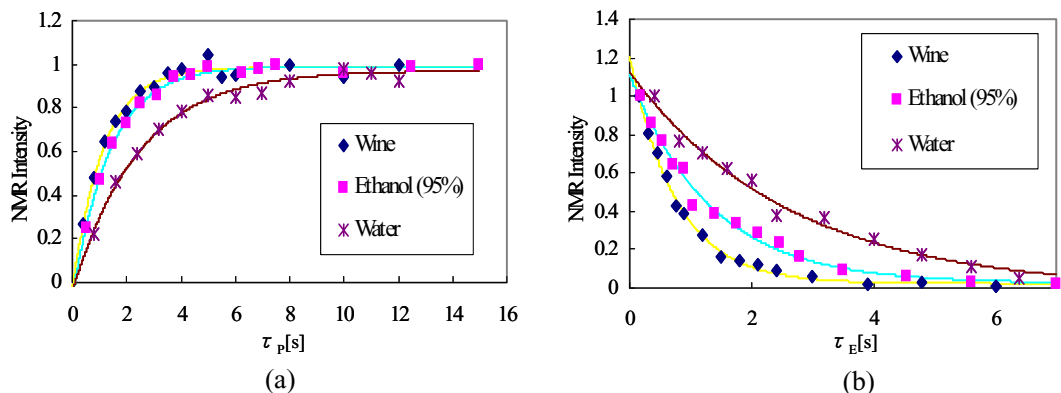 1.2
1
0.8
0.6
0.4
0.2
0
NMR Intensity
0 2 4 6 8 10 12 14 16
τ P[s]
Wine
Ethanol (95%)
Water
(a)
1.4
1.2
1
0.8
0.6
0.4
0.2
0
NMR Intensity
0 2 4 6
τ E[s]
Wine
Ethanol (95%)
Water
(b)